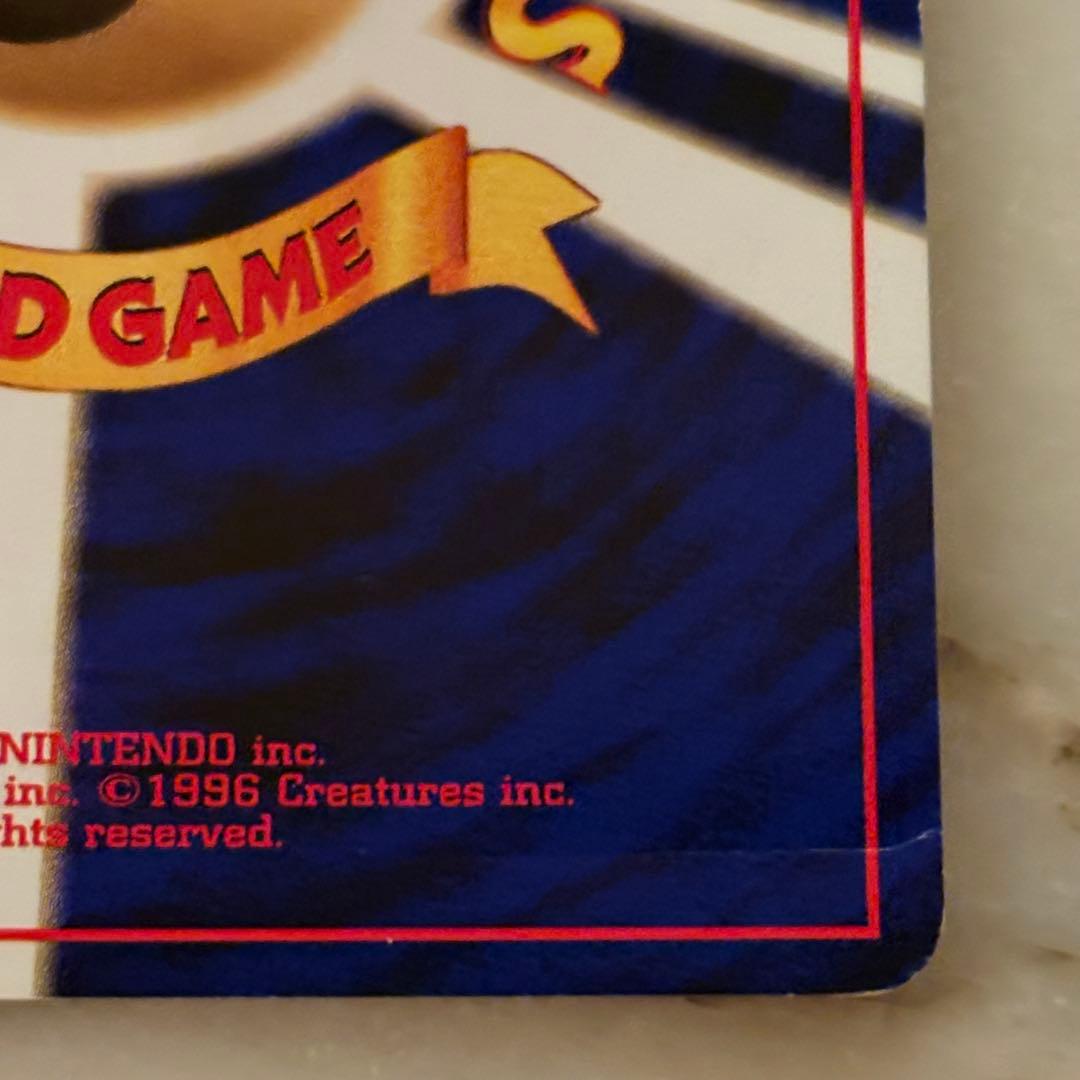 S
D GAME
NINTENDO inc.
inc. ©1996 Creatures inc.
hts reserved.